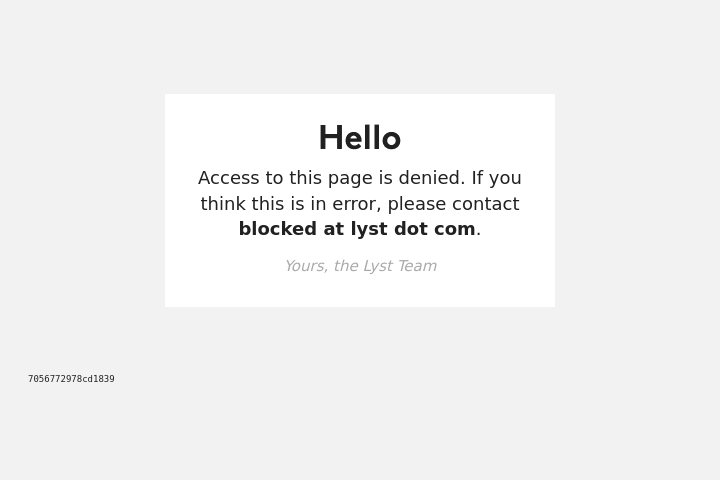 Hello
Access to this page is denied. If you
think this is in error, please contact
blocked at lyst dot com.
Yours, the Lyst Team
7056772978cd1839